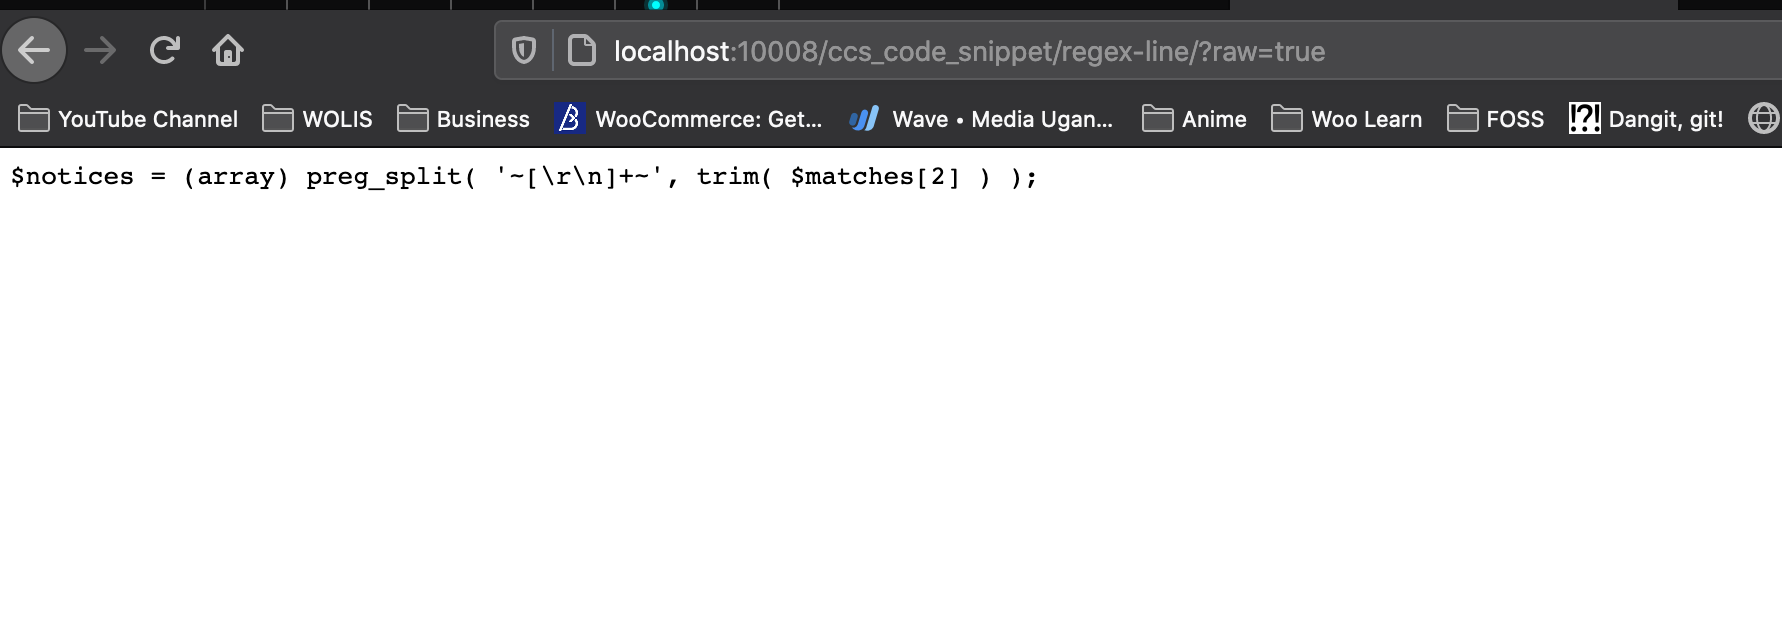 localhost:10008/ccs_code_snippet/regex-line/?raw=true
YouTube Channel WOLIS Business WooCommerce: Get... Wave • Media Ugan... Anime Woo Learn FOSS !?! Dangit, git!
$notices = (array) preg_split( '~[\r\n]+~', trim( $matches[2] ) );